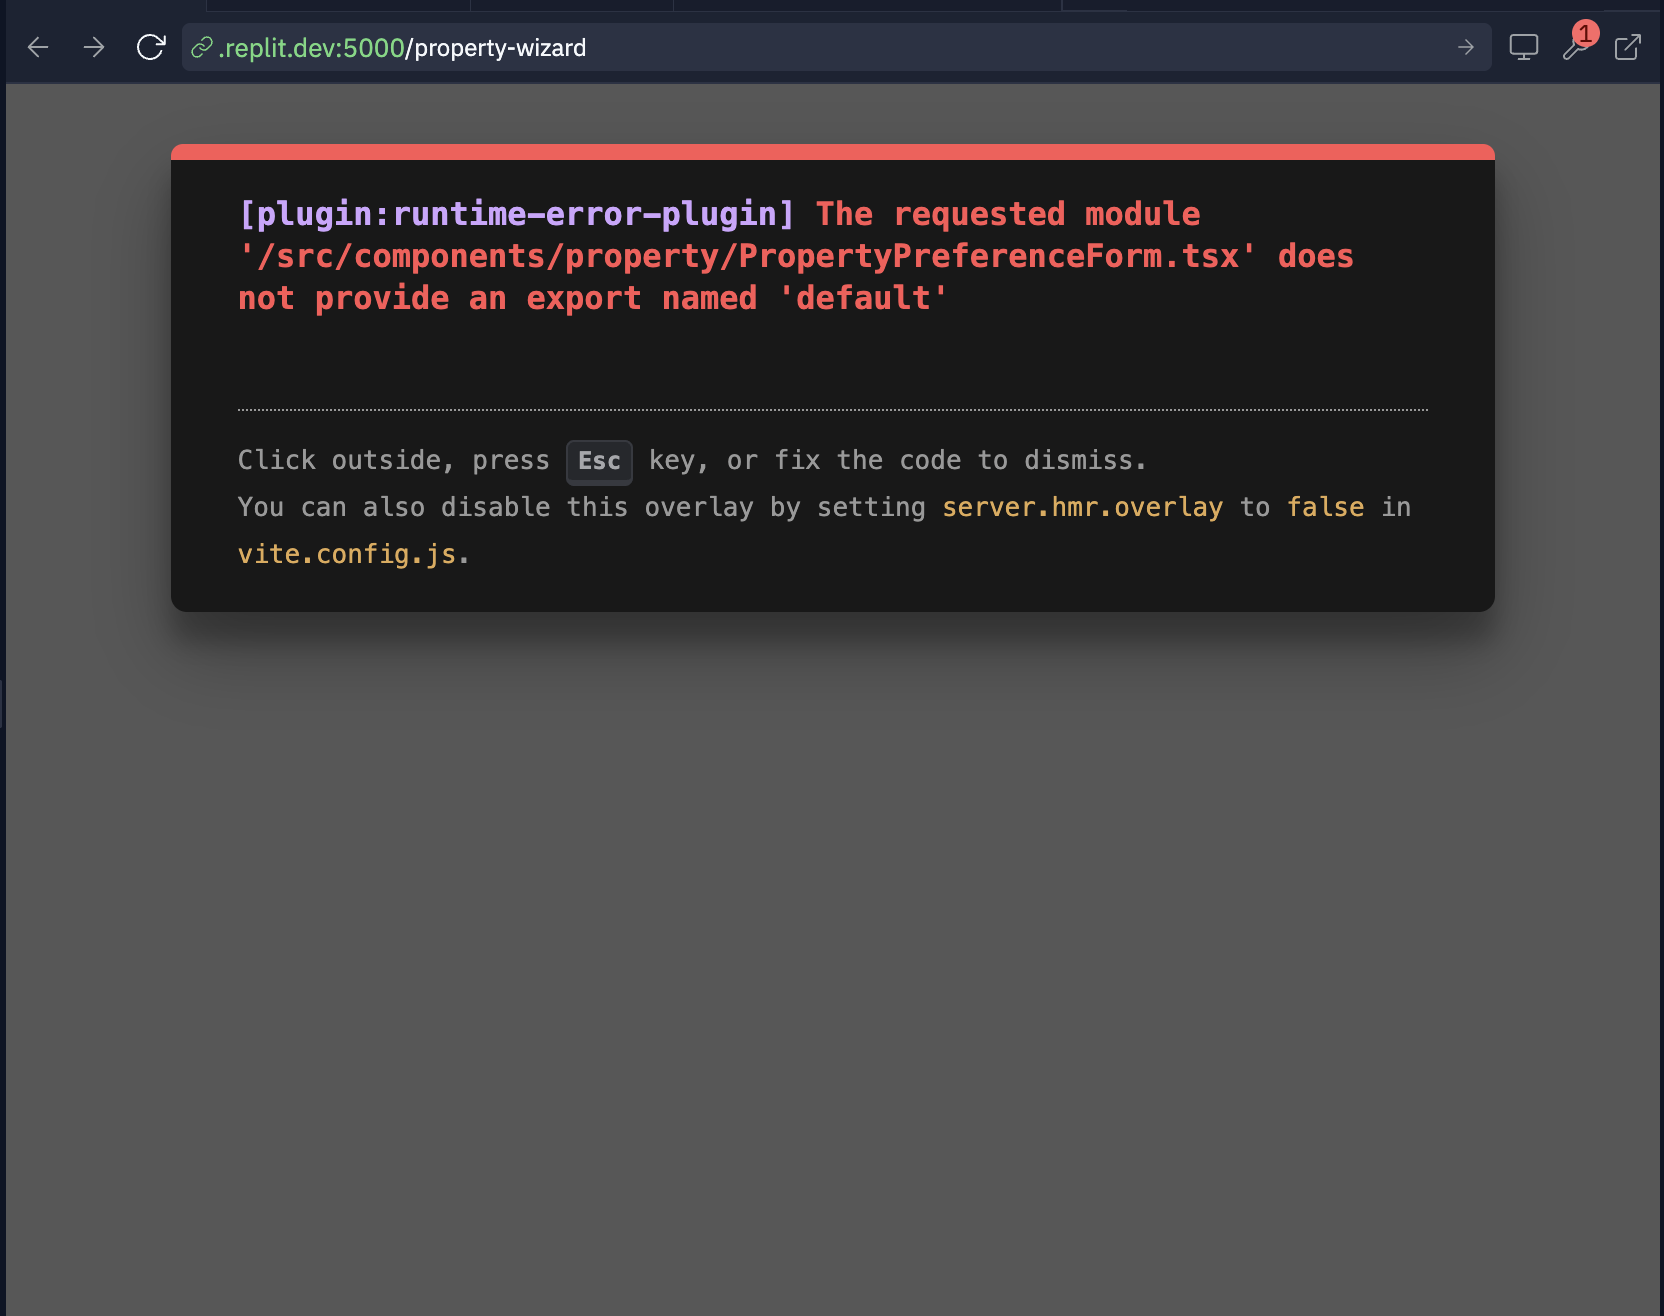 .replit.dev:5000/property-wizard
1
[plugin:runtime-error-plugin] The requested module
'/src/components/property/PropertyPreferenceForm.tsx' does
not provide an export named 'default'
Click outside, press Esc key, or fix the code to dismiss.
You can also disable this overlay by setting server.hmr.overlay to false in
vite.config.js.